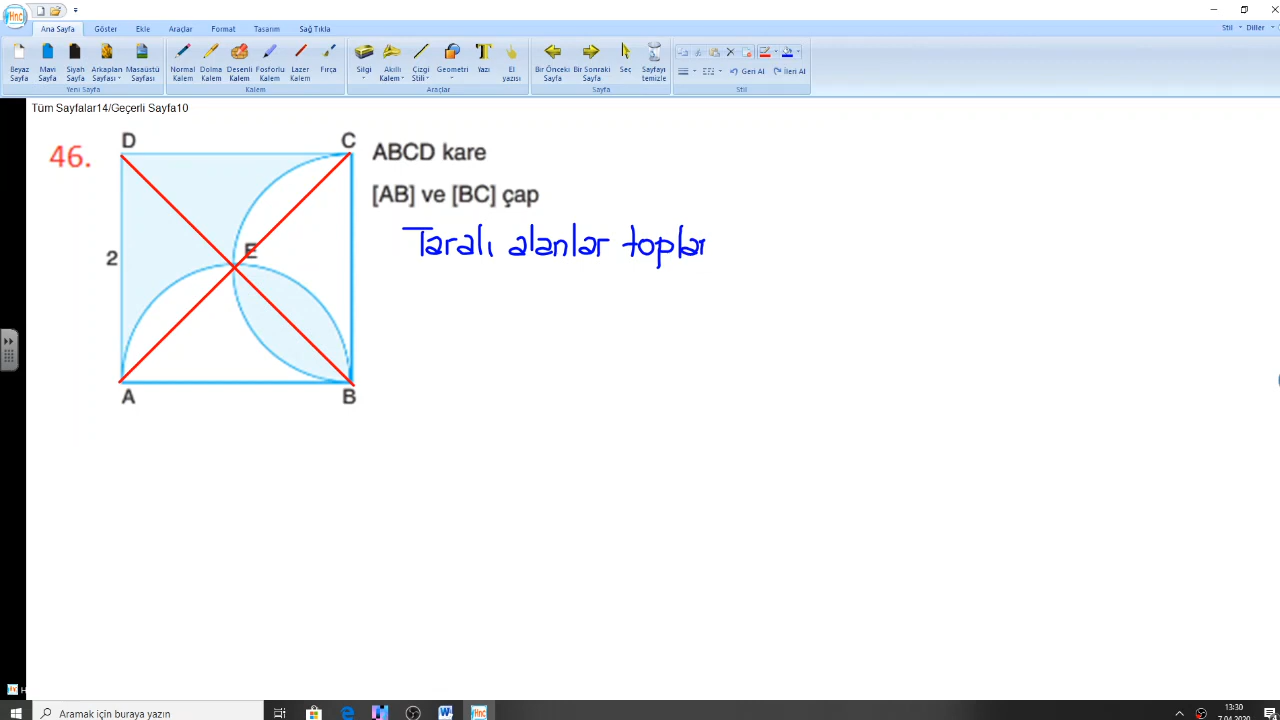 Ana Sayfa Göster Ekle Araçlar Format Tasarım Sağ Tıkla
Stil Diller
Beyaz Sayfa Mavi Sayfa Siyah Sayfa Arkaplan Sayfası Masaüstü Sayfası
Normal Kalem Dolma Kalem Desenli Kalem Fosforlu Kalem Lazer Kalem Fırça
Silgi Akıllı Kalem Çizgi Stili Geometri Yazı El yazısı
Bir Önceki Sayfa Bir Sonraki Sayfa Seç Sayfayı temizle
Geri Al İleri Al
Yeni Sayfa Kalem Araçlar Sayfa Stil
Tüm Sayfalar14/Geçerli Sayfa10
46.
D C
ABCD kare
[AB] ve [BC] çap
Taralı alanlar toplar
E
2
A B
Aramak için buraya yazın
13:30
7.04.2020